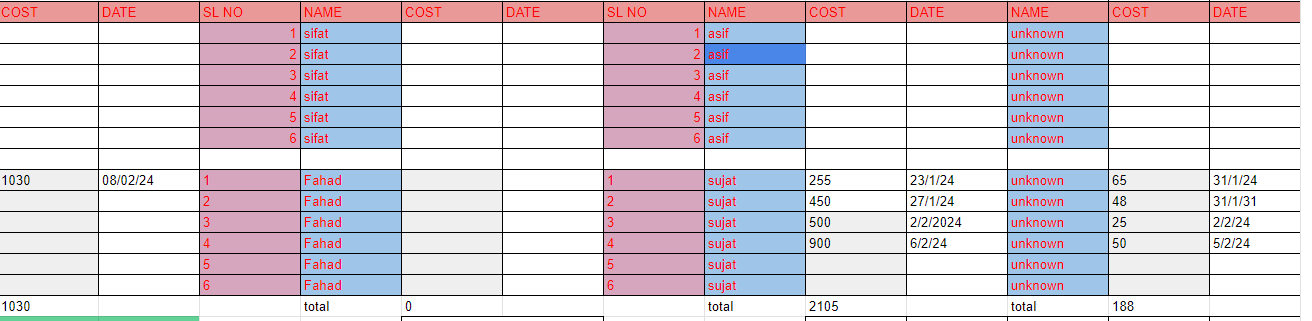 COST DATE SL NO NAME COST DATE SL NO NAME COST DATE NAME COST DATE
1 sifat 1 asif unknown
2 sifat 2 asif unknown
3 sifat 3 asif unknown
4 sifat 4 asif unknown
5 sifat 5 asif unknown
6 sifat 6 asif unknown
1030 08/02/24 1 Fahad 1 sujat 255 23/1/24 unknown 65 31/1/24
2 Fahad 2 sujat 450 27/1/24 unknown 48 31/1/31
3 Fahad 3 sujat 500 2/2/2024 unknown 25 2/2/24
4 Fahad 4 sujat 900 6/2/24 unknown 50 5/2/24
5 Fahad 5 sujat unknown
6 Fahad 6 sujat unknown
1030 total 0 total 2105 total 188